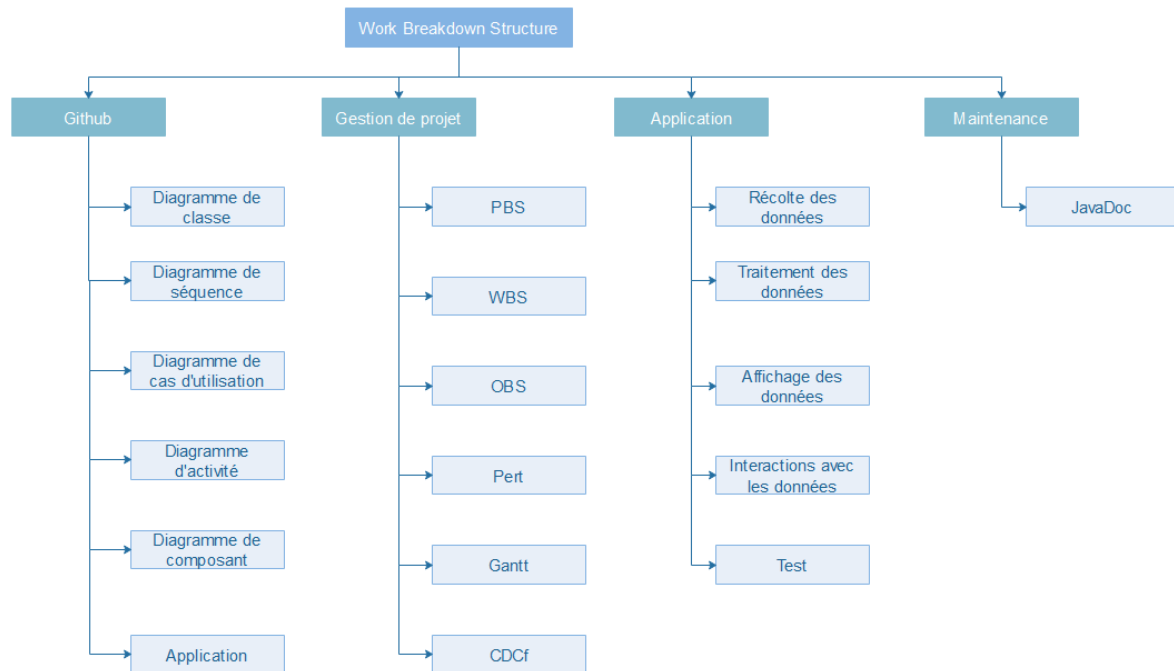 Work Breakdown Structure
Github
Gestion de projet
Application
Maintenance
Diagramme de
classe
PBS
Récolte des
données
JavaDoc
Diagramme de
séquence
WBS
Traitement des
données
Diagramme de
cas d'utilisation
OBS
Affichage des
données
Diagramme
d'activité
Pert
Interactions avec
les données
Diagramme de
composant
Gantt
Test
Application
CDCf